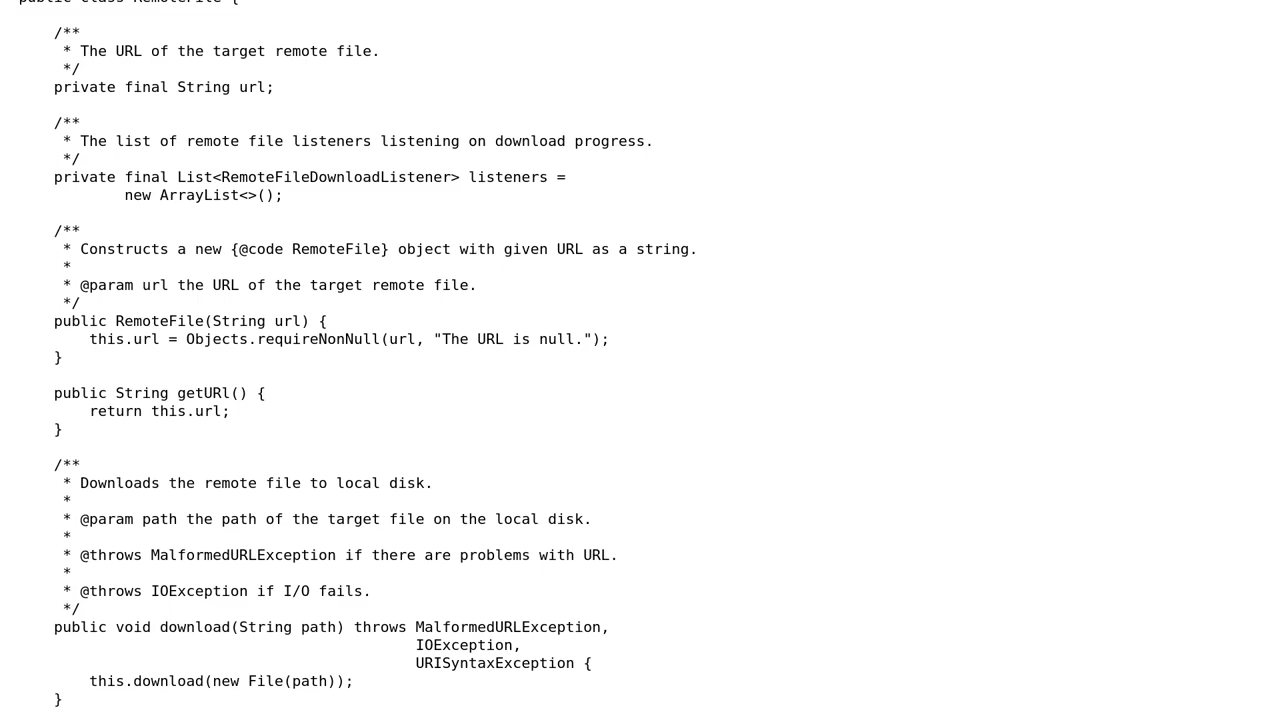 public class RemoteFile {

    /**
     * The URL of the target remote file.
     */
    private final String url;

    /**
     * The list of remote file listeners listening on download progress.
     */
    private final List<RemoteFileDownloadListener> listeners =
            new ArrayList<>();

    /**
     * Constructs a new {@code RemoteFile} object with given URL as a string.
     *
     * @param url the URL of the target remote file.
     */
    public RemoteFile(String url) {
        this.url = Objects.requireNonNull(url, "The URL is null.");
    }

    public String getURl() {
        return this.url;
    }

    /**
     * Downloads the remote file to local disk.
     *
     * @param path the path of the target file on the local disk.
     *
     * @throws MalformedURLException if there are problems with URL.
     *
     * @throws IOException if I/O fails.
     */
    public void download(String path) throws MalformedURLException,
                                             IOException,
                                             URISyntaxException {
        this.download(new File(path));
    }